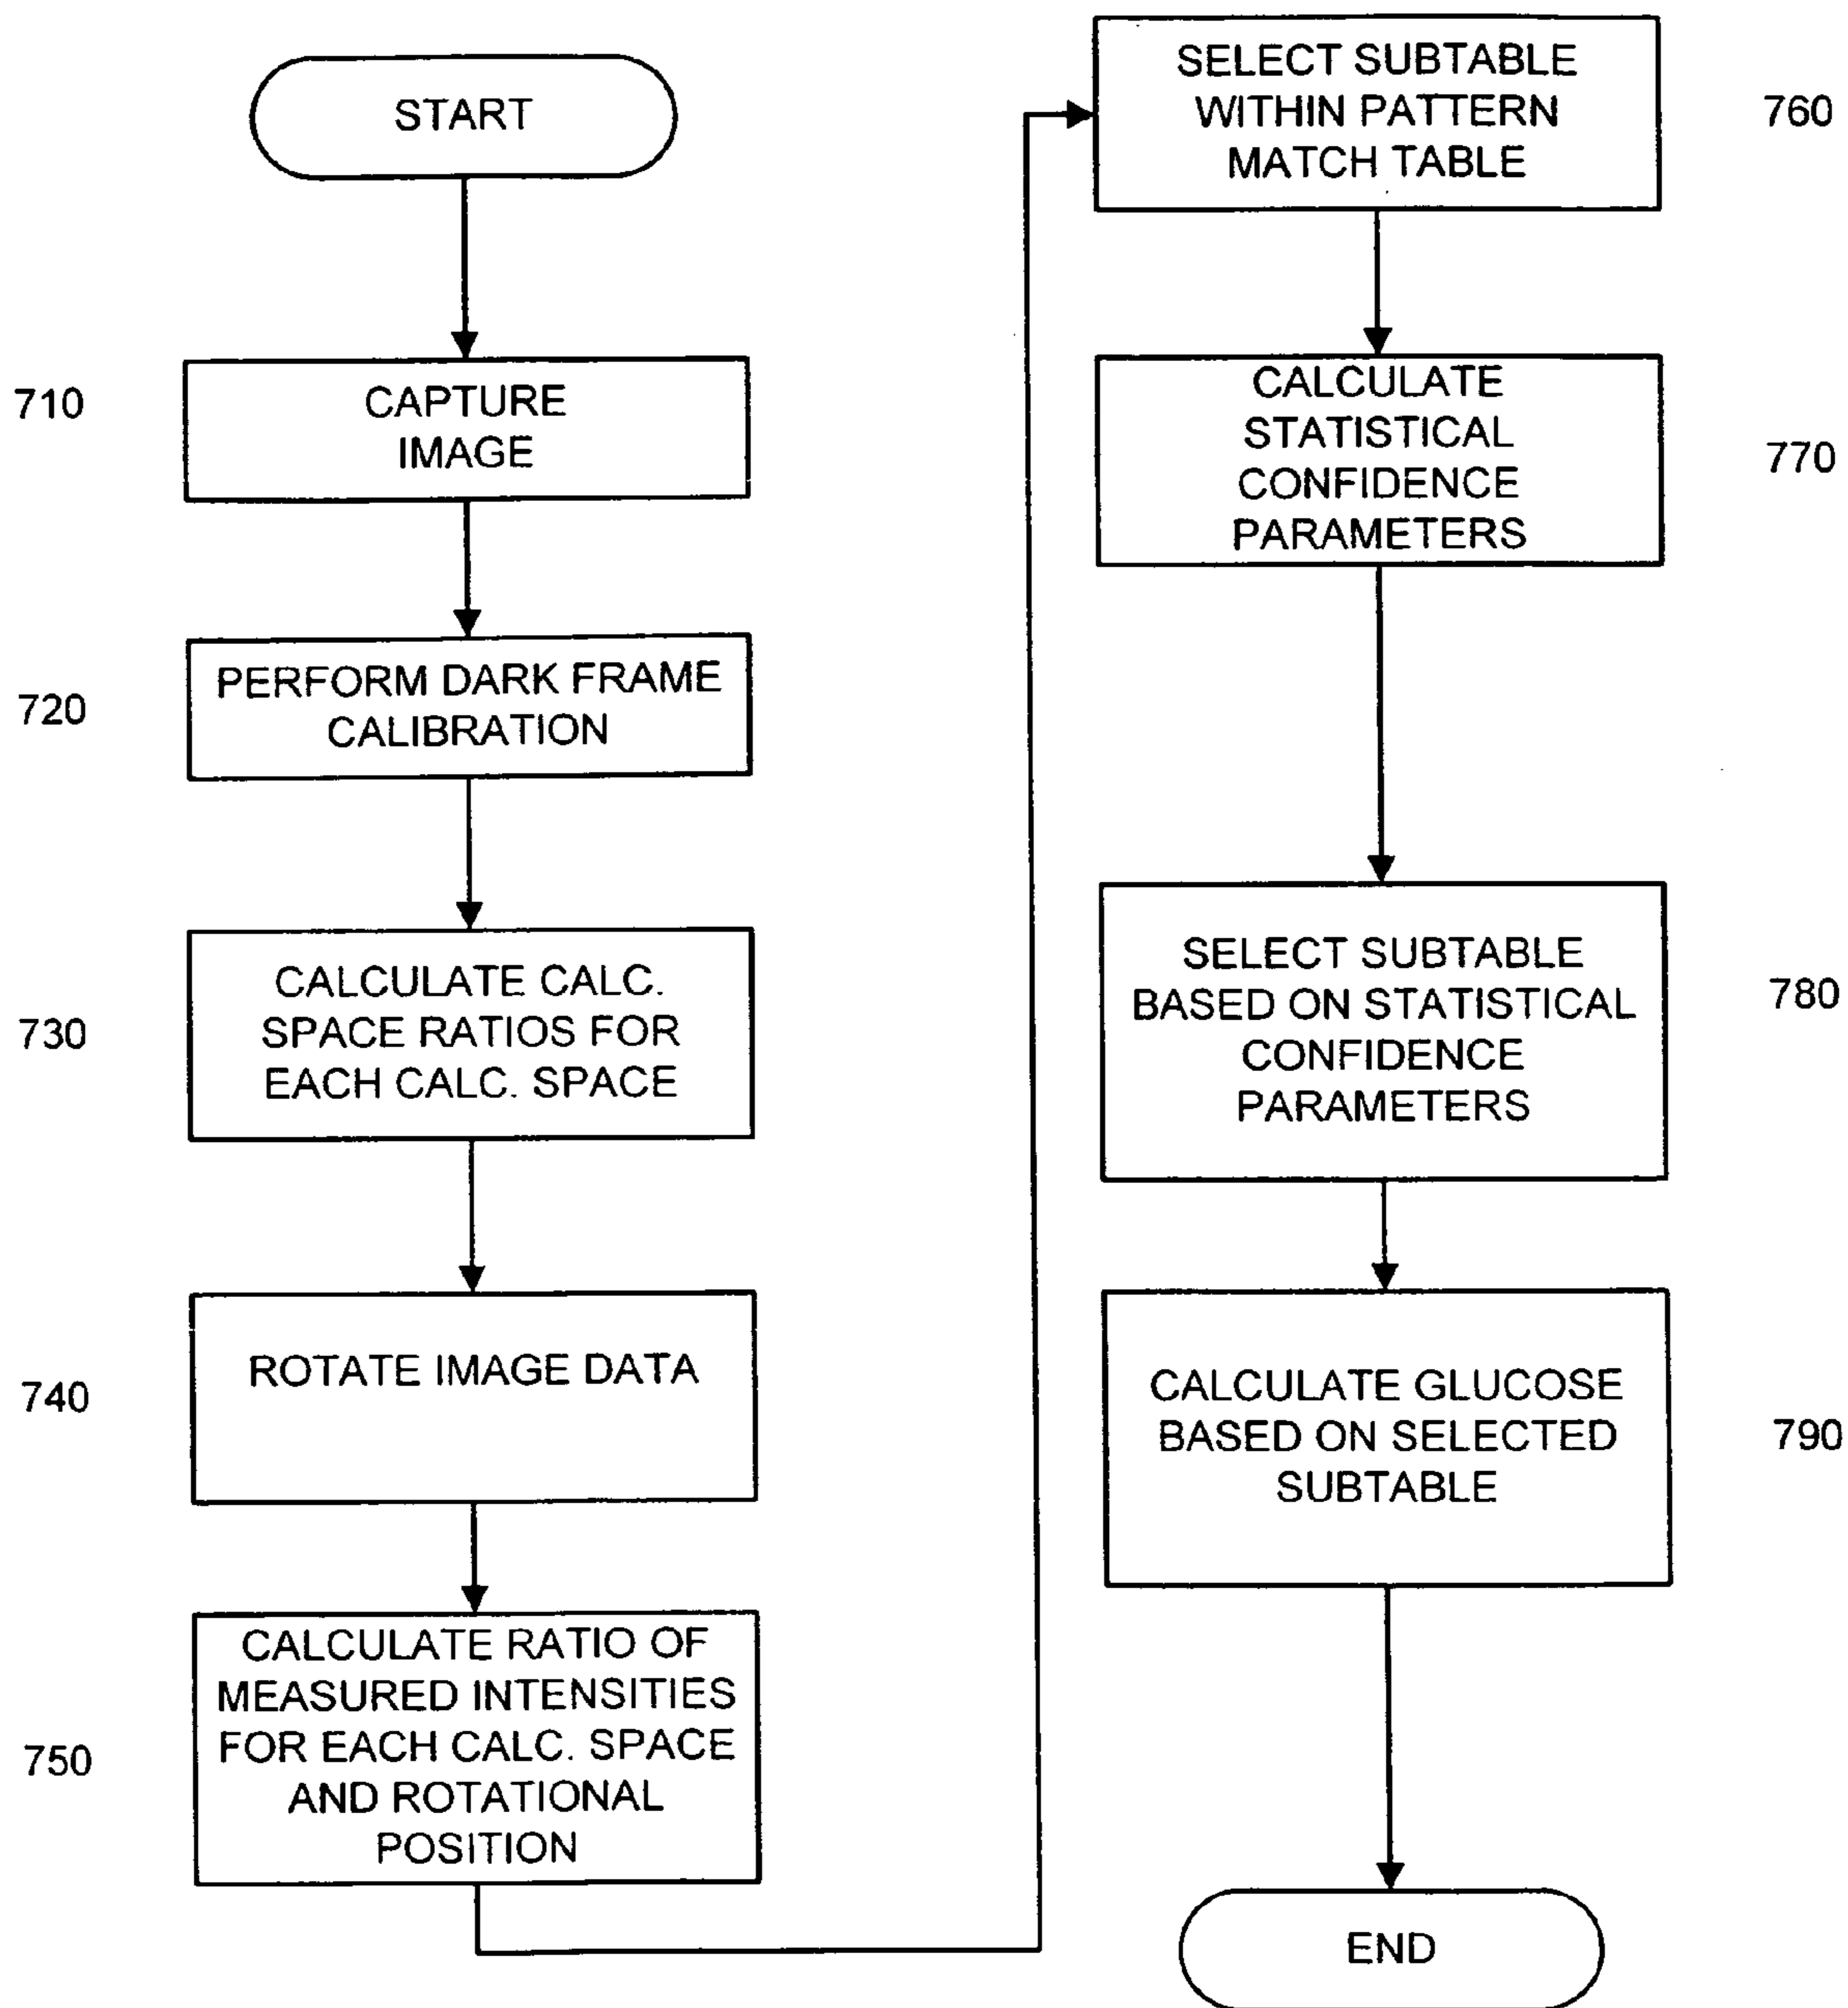 START
710
CAPTURE
IMAGE
720
PERFORM DARK FRAME
CALIBRATION
730
CALCULATE CALC.
SPACE RATIOS FOR
EACH CALC. SPACE
740
ROTATE IMAGE DATA
750
CALCULATE RATIO OF
MEASURED INTENSITIES
FOR EACH CALC. SPACE
AND ROTATIONAL
POSITION
SELECT SUBTABLE
WITHIN PATTERN
MATCH TABLE
760
CALCULATE
STATISTICAL
CONFIDENCE
PARAMETERS
770
SELECT SUBTABLE
BASED ON STATISTICAL
CONFIDENCE
PARAMETERS
780
CALCULATE GLUCOSE
BASED ON SELECTED
SUBTABLE
790
END